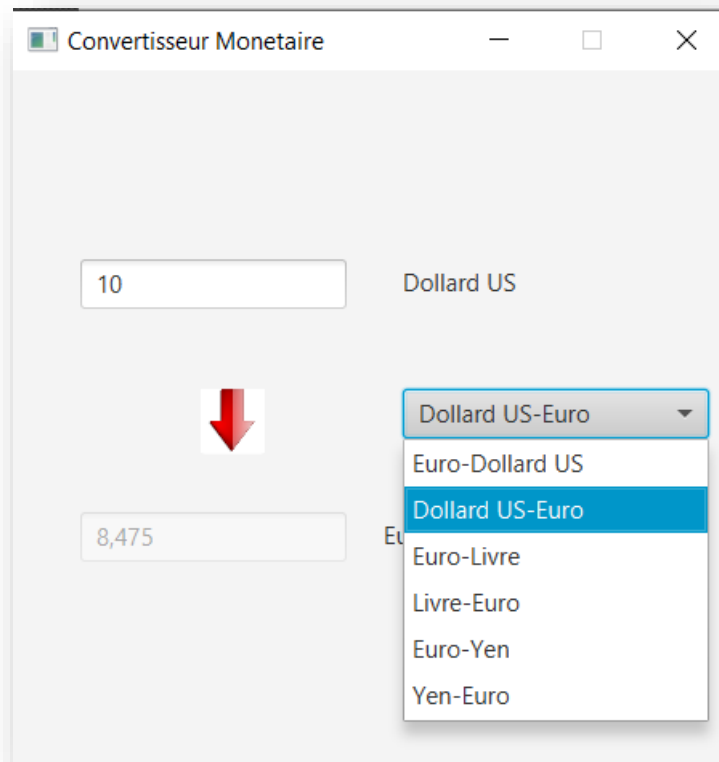 Convertisseur Monetaire
10 Dollard US
Dollard US-Euro
Euro-Dollard US
Dollard US-Euro
8,475
Euro-Livre
Livre-Euro
Euro-Yen
Yen-Euro